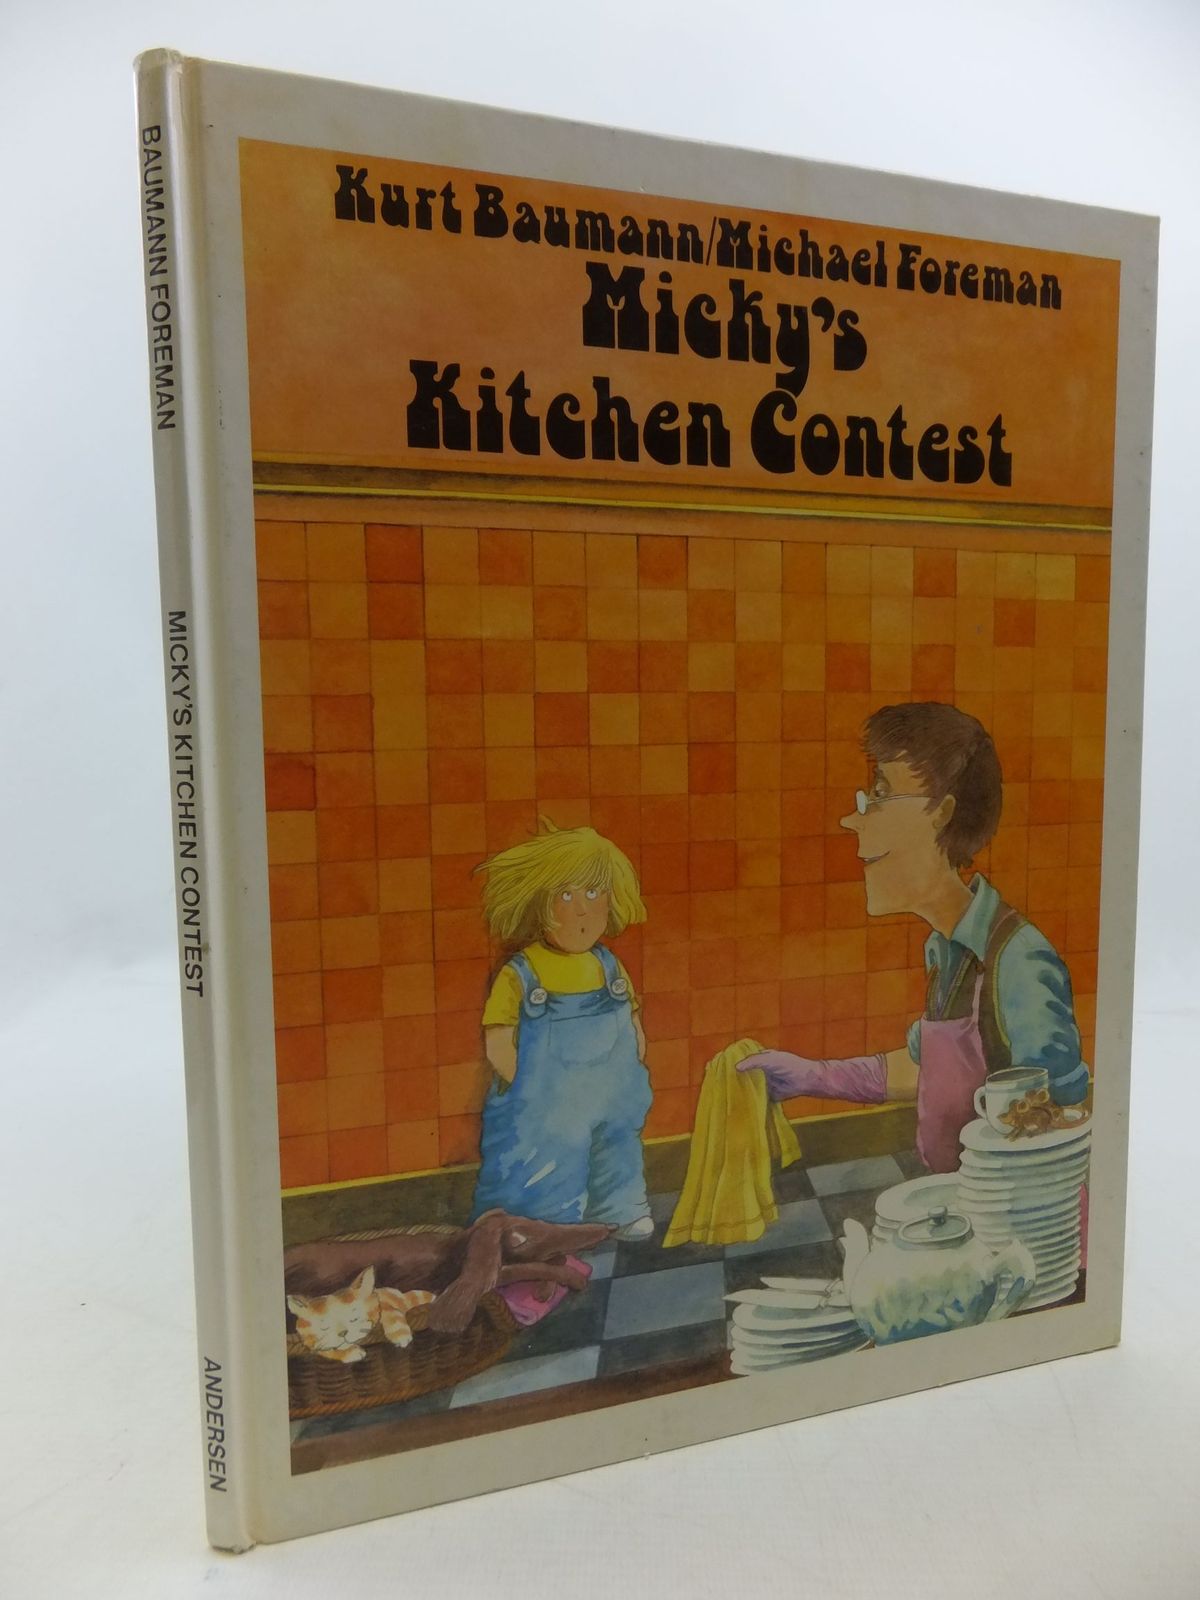 BAUMANN FOREMAN
MICKY'S KITCHEN CONTEST
ANDERSEN
Kurt Baumann/Michael Foreman
Micky's
Kitchen Contest